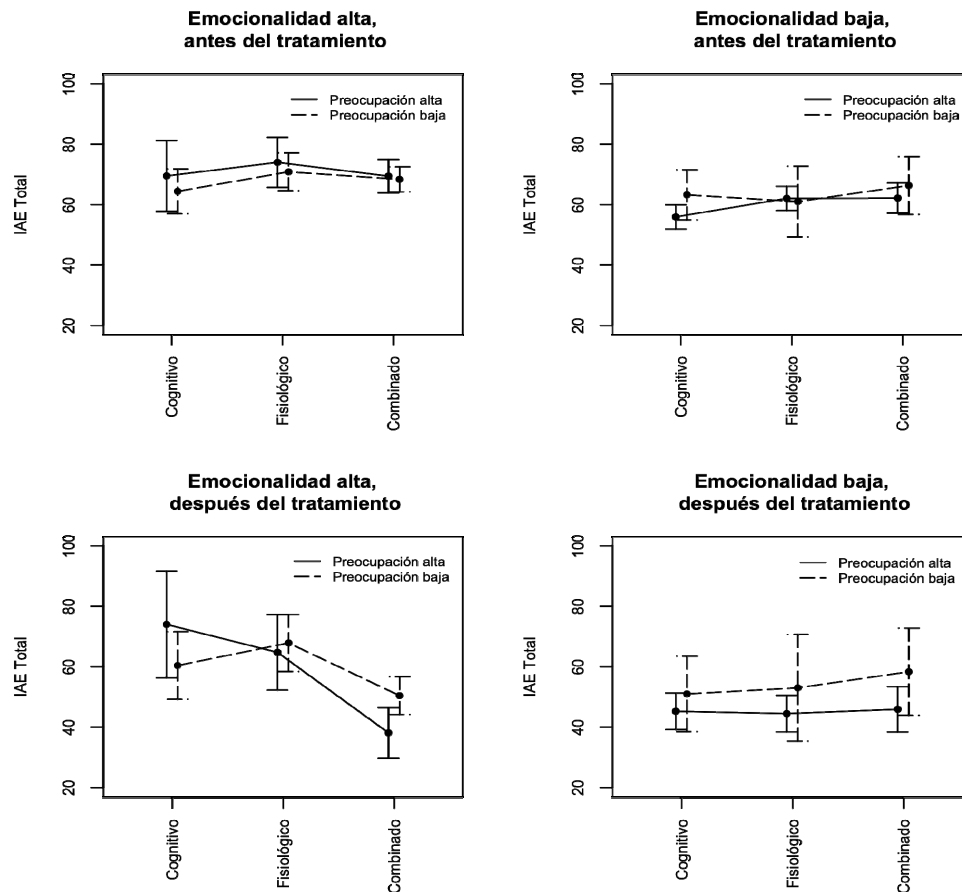 Emocionalidad alta,
antes del tratamiento
IAE Total
100
80
60
40
20
Preocupación alta
Preocupación baja
Cognitivo
Fisiológico
Combinado
Emocionalidad baja,
antes del tratamiento
IAE Total
100
80
60
40
20
Preocupación alta
Preocupación baja
Cognitivo
Fisiológico
Combinado
Emocionalidad alta,
después del tratamiento
IAE Total
100
80
60
40
20
Preocupación alta
Preocupación baja
Cognitivo
Fisiológico
Combinado
Emocionalidad baja,
después del tratamiento
IAE Total
100
80
60
40
20
Preocupación alta
Preocupación baja
Cognitivo
Fisiológico
Combinado